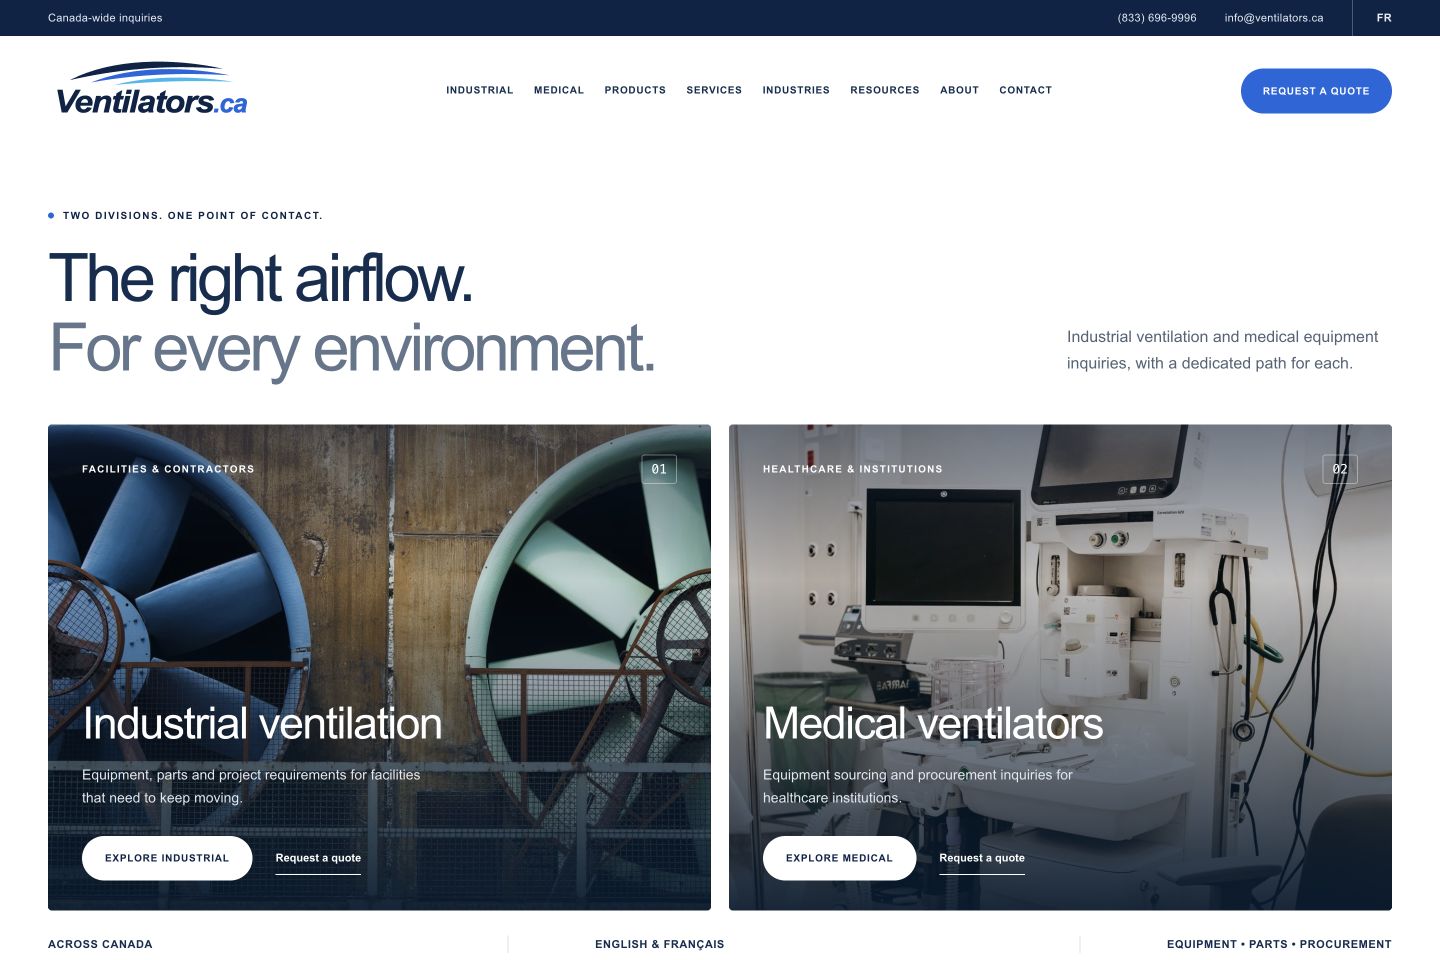 Canada-wide inquiries
(833) 696-9996
info@ventilators.ca
FR
Ventilators.ca
INDUSTRIAL
MEDICAL
PRODUCTS
SERVICES
INDUSTRIES
RESOURCES
ABOUT
CONTACT
REQUEST A QUOTE
TWO DIVISIONS. ONE POINT OF CONTACT.
The right airflow.
For every environment.
Industrial ventilation and medical equipment
inquiries, with a dedicated path for each.
FACILITIES & CONTRACTORS
01
Industrial ventilation
Equipment, parts and project requirements for facilities
that need to keep moving.
EXPLORE INDUSTRIAL
Request a quote
HEALTHCARE & INSTITUTIONS
02
Medical ventilators
Equipment sourcing and procurement inquiries for
healthcare institutions.
EXPLORE MEDICAL
Request a quote
ACROSS CANADA
ENGLISH & FRANÇAIS
EQUIPMENT • PARTS • PROCUREMENT